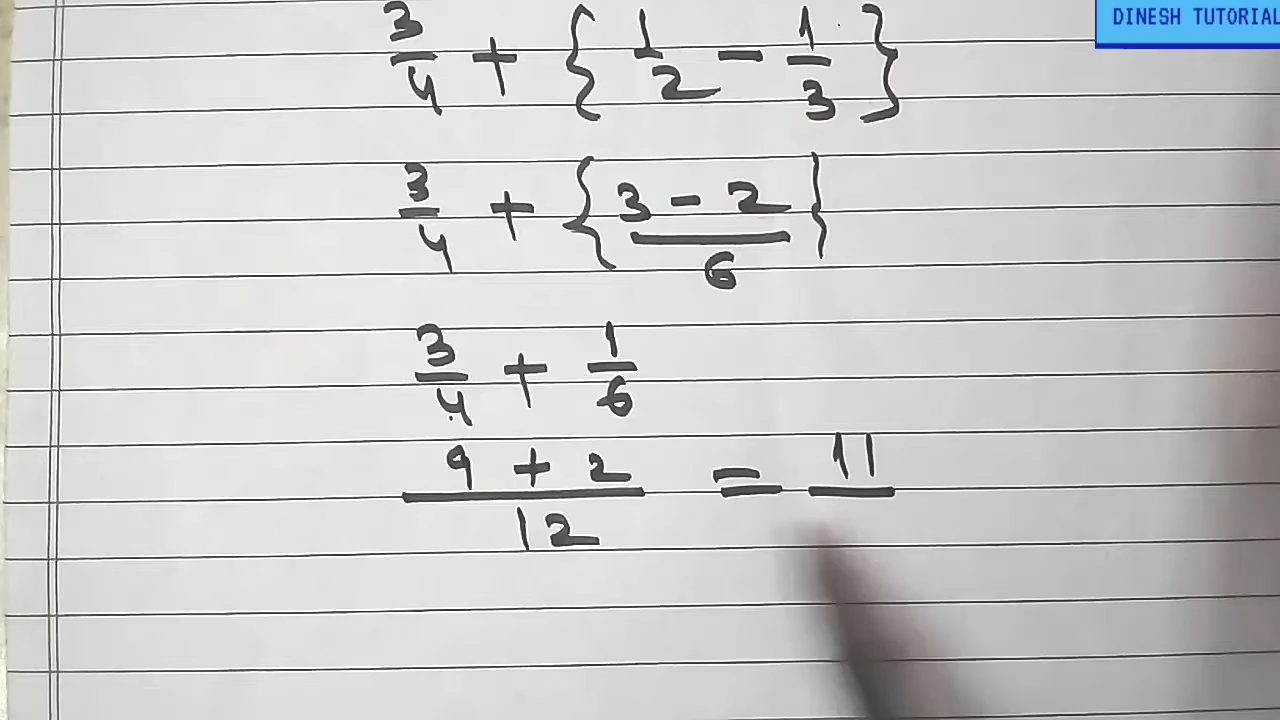 DINESH TUTORIAL
3/4 + { 1/2 - 1/3 }
3/4 + { 3 - 2 / 6 }
3/4 + 1/6
9 + 2 / 12 = 11 /